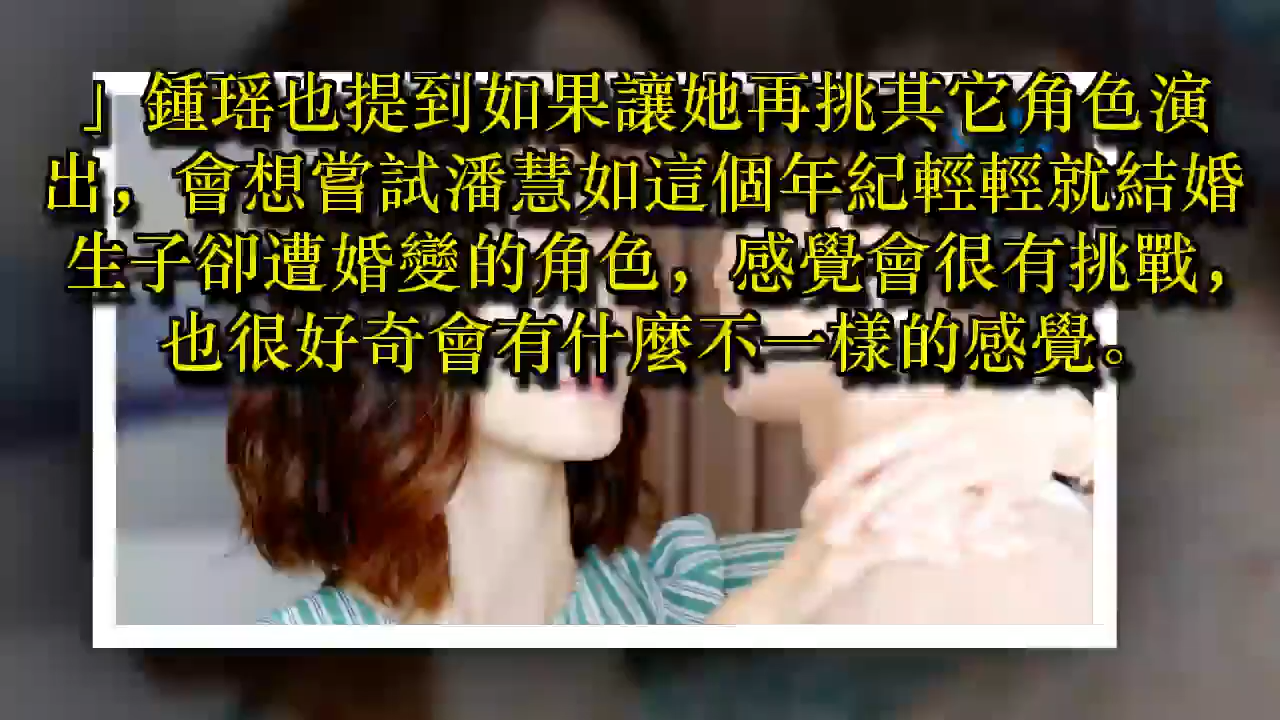 」鍾瑶也提到如果讓她再挑其它角色演
出，會想嘗試潘慧如這個年紀輕輕就結婚
生子卻遭婚變的角色，感覺會很有挑戰，
也很好奇會有什麼不一樣的感覺。